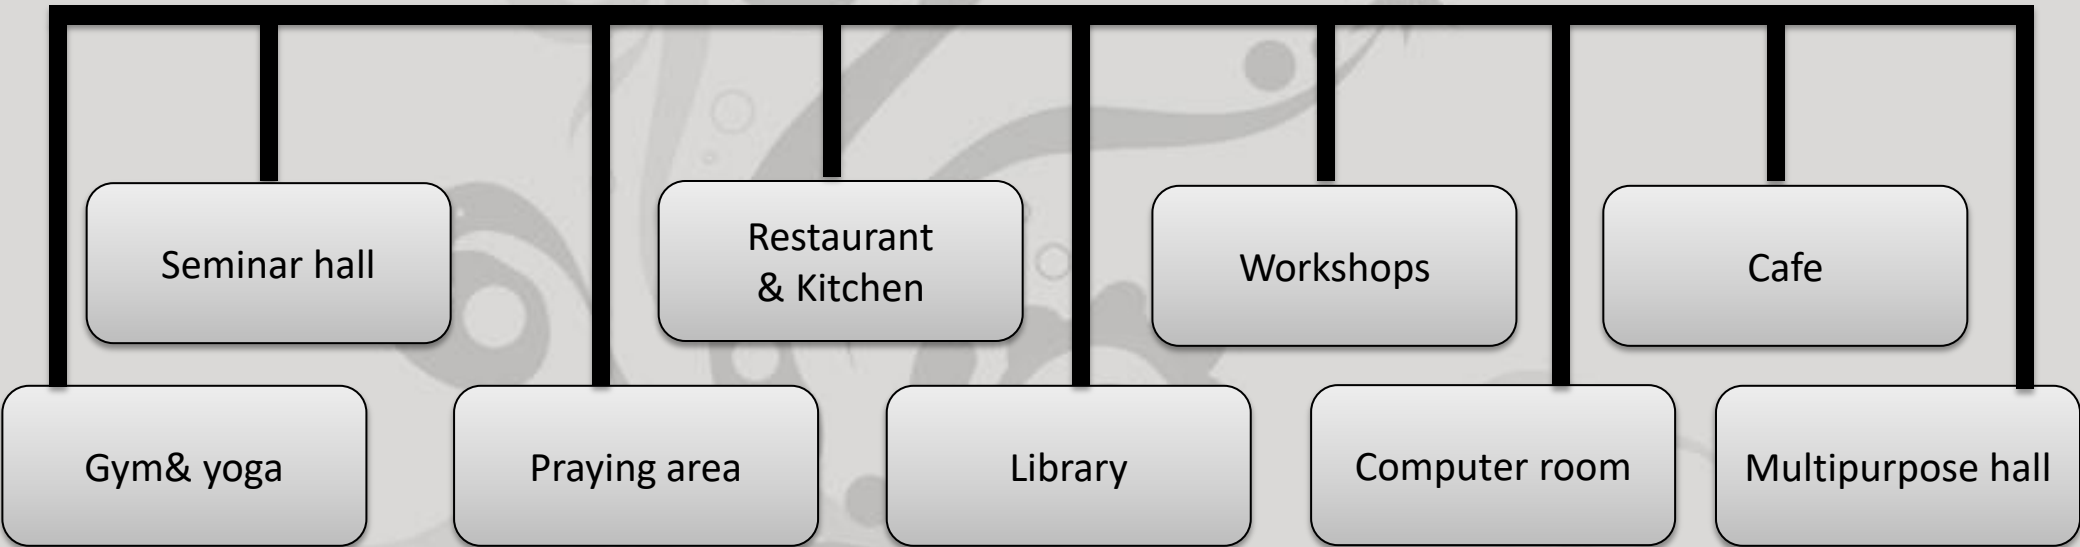 Seminar hall
Restaurant
& Kitchen
Workshops
Cafe
Gym& yoga
Praying area
Library
Computer room
Multipurpose hall